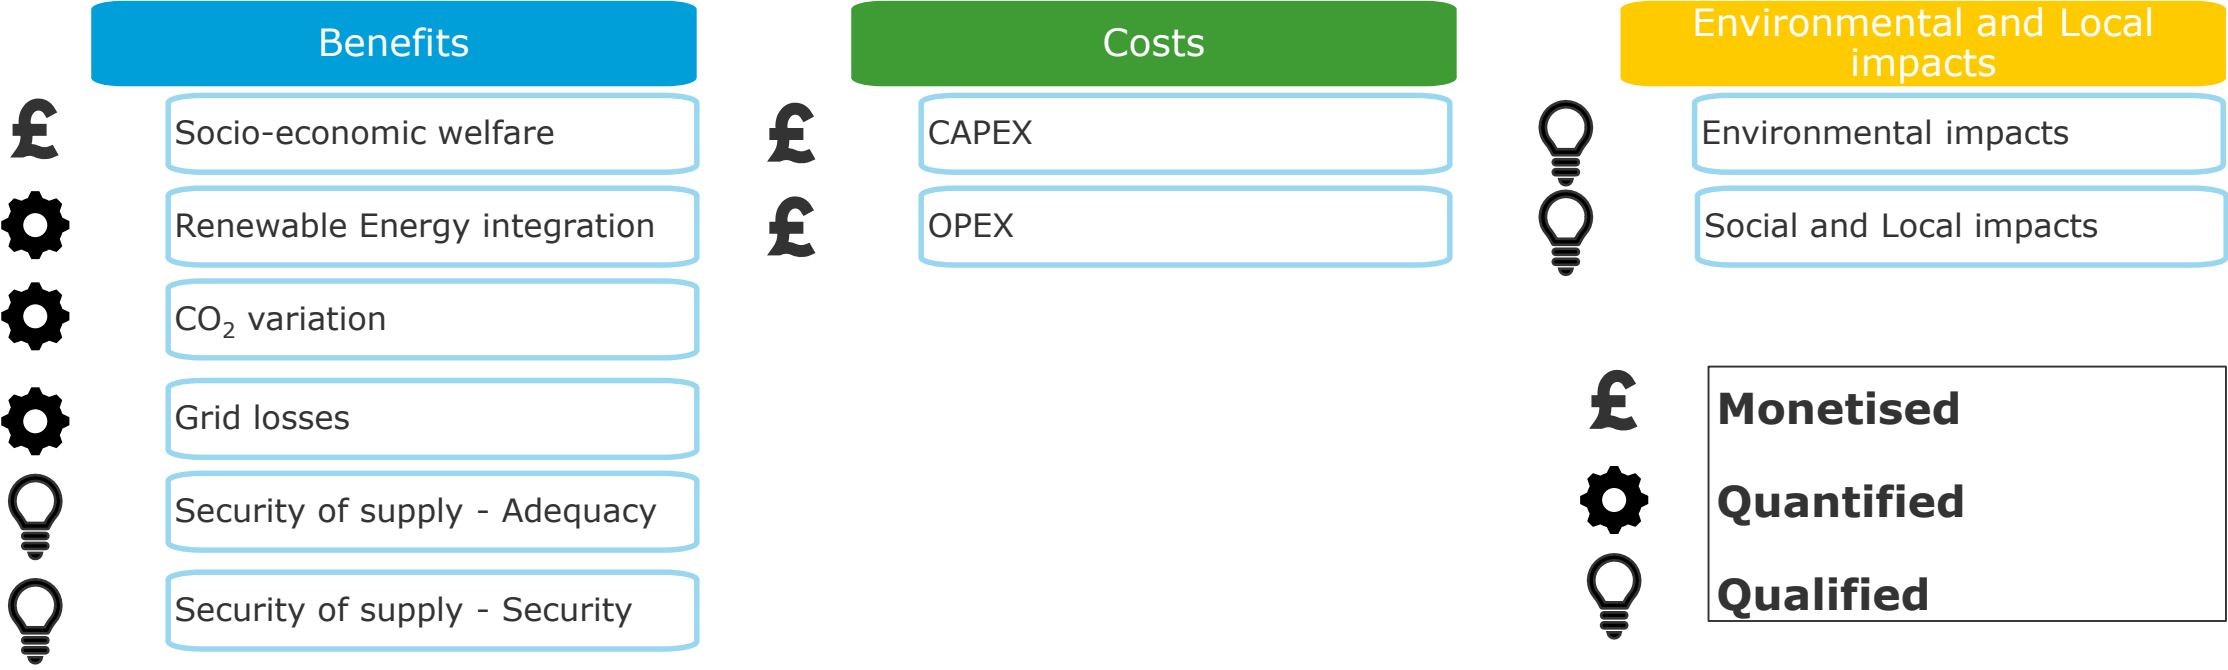 Benefits
Socio-economic welfare
Renewable Energy integration
CO₂ variation
Grid losses
Security of supply - Adequacy
Security of supply - Security
Costs
CAPEX
OPEX
Environmental and Local
impacts
Environmental impacts
Social and Local impacts
£ Monetised
Quantified
Qualified